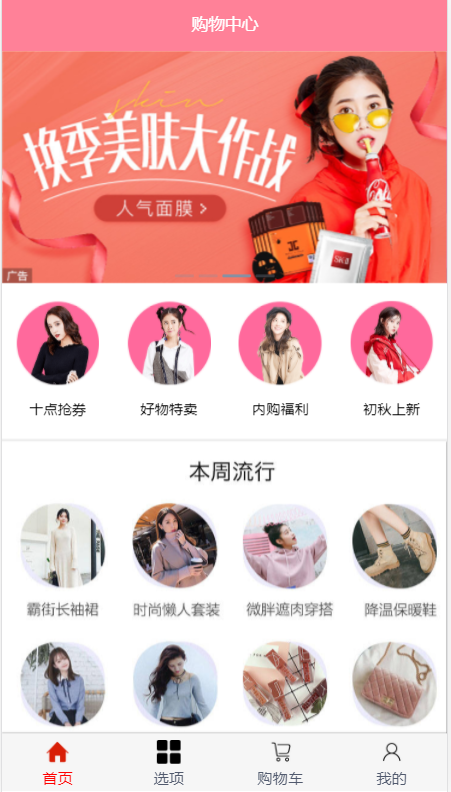 购物中心
skin
换季美肤大作战
人气面膜 >
SK-II
广告
十点抢券
好物特卖
内购福利
初秋上新
本周流行
霸街长袖裙
时尚懒人套装
微胖遮肉穿搭
降温保暖鞋
首页
选项
购物车
我的